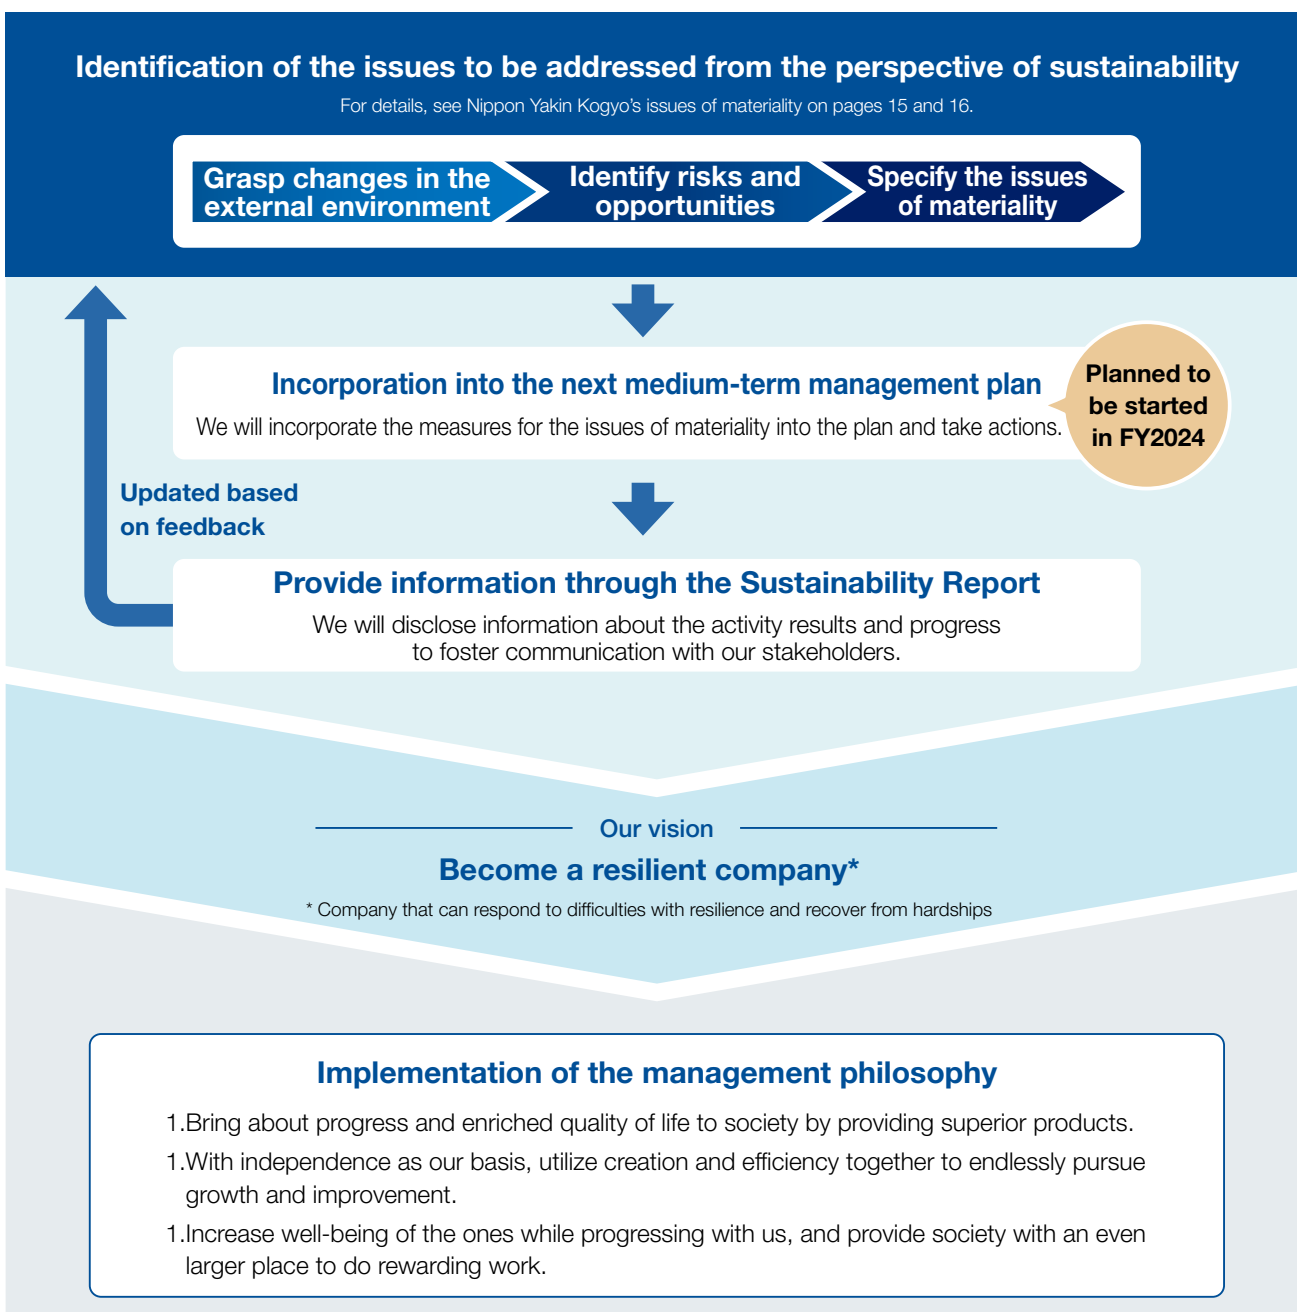 Identification of the issues to be addressed from the perspective of sustainability
For details, see Nippon Yakin Kogyo's issues of materiality on pages 15 and 16.
Grasp changes in the
external environment
Identify risks and
opportunities
Specify the issues
of materiality
Incorporation into the next medium-term management plan
We will incorporate the measures for the issues of materiality into the plan and take actions.
Planned to
be started
in FY2024
Updated based
on feedback
Provide information through the Sustainability Report
We will disclose information about the activity results and progress
to foster communication with our stakeholders.
Our vision
Become a resilient company*
* Company that can respond to difficulties with resilience and recover from hardships
Implementation of the management philosophy
1.Bring about progress and enriched quality of life to society by providing superior products.
1.With independence as our basis, utilize creation and efficiency together to endlessly pursue
growth and improvement.
1.Increase well-being of the ones while progressing with us, and provide society with an even
larger place to do rewarding work.